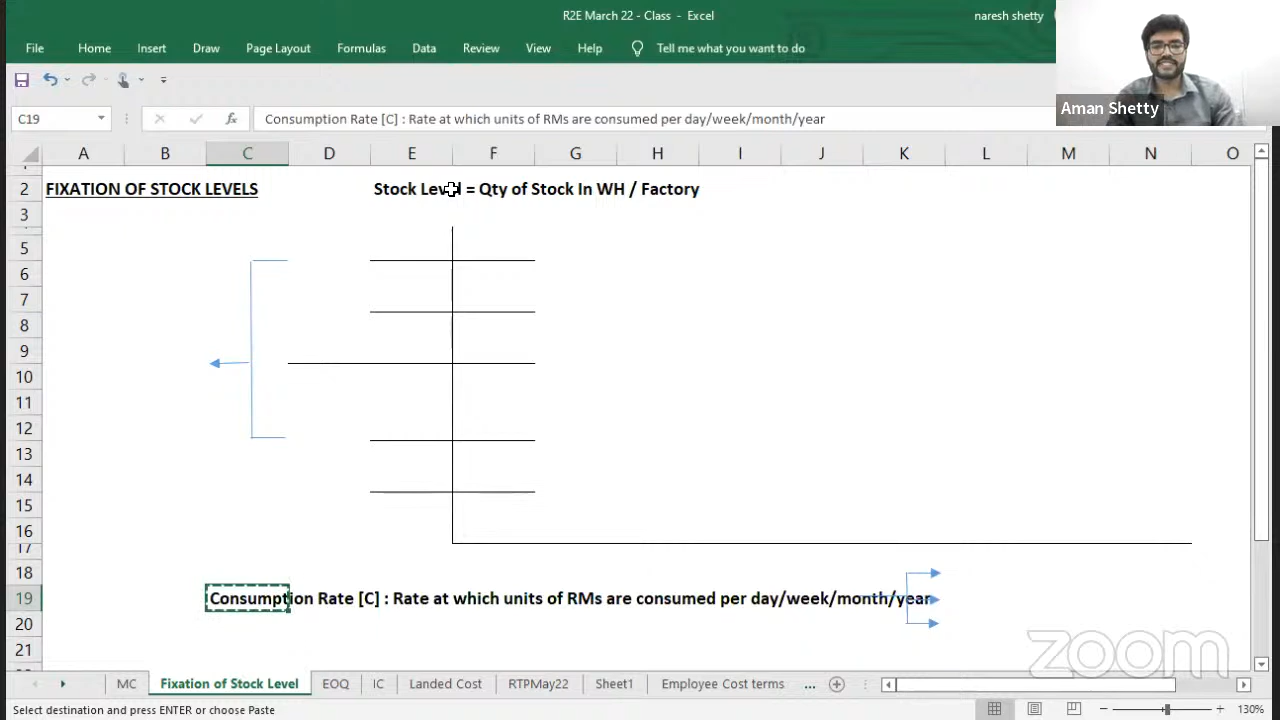 R2E March 22 - Class - Excel
naresh shetty
File Home Insert Draw Page Layout Formulas Data Review View Help Tell me what you want to do
Aman Shetty
C19 fx Consumption Rate [C] : Rate at which units of RMs are consumed per day/week/month/year
A B C D E F G H I J K L M N O
2 FIXATION OF STOCK LEVELS Stock Level = Qty of Stock In WH / Factory
3
5
6
7
8
9
10
11
12
13
14
15
16
17
18
19 Consumption Rate [C] : Rate at which units of RMs are consumed per day/week/month/year
20
21
zoom
MC Fixation of Stock Level EOQ IC Landed Cost RTPMay22 Sheet1 Employee Cost terms ...
Select destination and press ENTER or choose Paste
130%